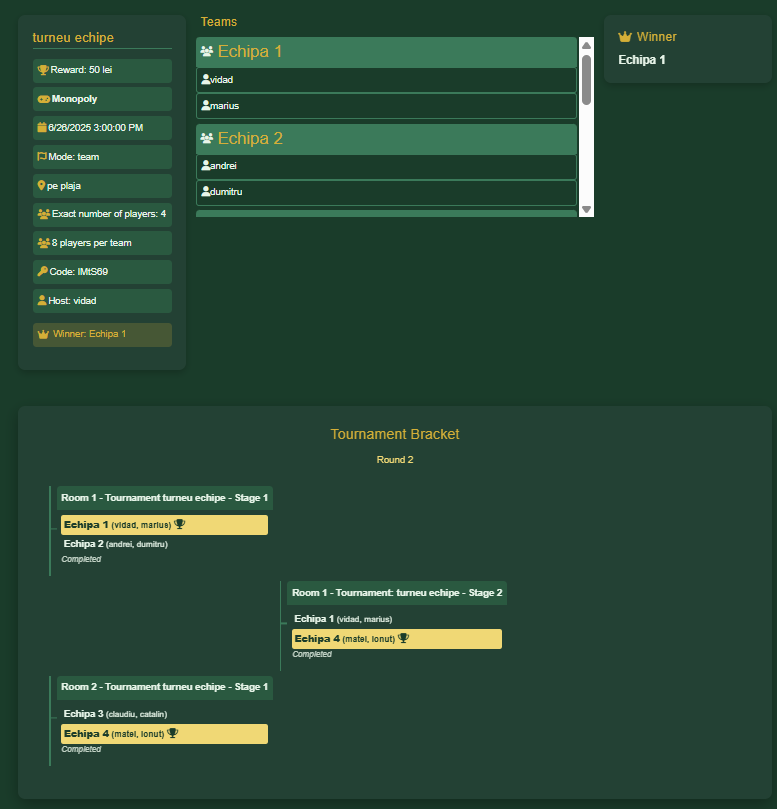 turneu echipe
Reward: 50 lei
Monopoly
6/26/2025 3:00:00 PM
Mode: team
pe plaja
Exact number of players: 4
8 players per team
Code: IMtS69
Host: vidad
Winner: Echipa 1
Teams
Echipa 1
vidad
marius
Echipa 2
andrei
dumitru
Winner
Echipa 1
Tournament Bracket
Round 2
Room 1 - Tournament turneu echipe - Stage 1
Echipa 1 (vidad, marius)
Echipa 2 (andrei, dumitru)
Completed
Room 1 - Tournament: turneu echipe - Stage 2
Echipa 1 (vidad, marius)
Echipa 4 (matei, ionut)
Completed
Room 2 - Tournament turneu echipe - Stage 1
Echipa 3 (claudiu, catalin)
Echipa 4 (matei, ionut)
Completed